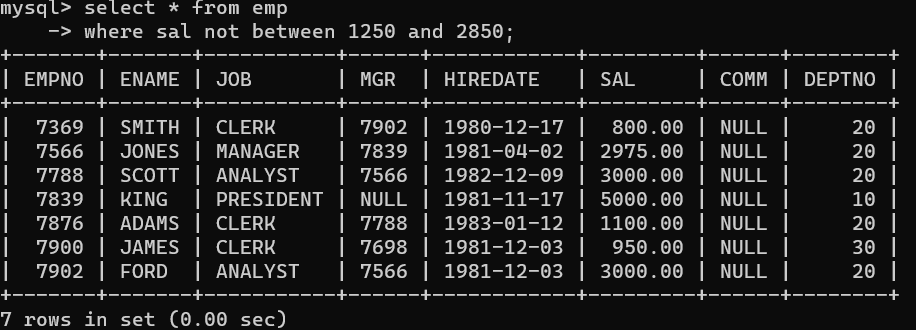 mysql> select * from emp
    -> where sal not between 1250 and 2850;
+-------+-------+-----------+------+------------+---------+------+--------+
| EMPNO | ENAME | JOB       | MGR  | HIREDATE   | SAL     | COMM | DEPTNO |
+-------+-------+-----------+------+------------+---------+------+--------+
|  7369 | SMITH | CLERK     | 7902 | 1980-12-17 |  800.00 | NULL |     20 |
|  7566 | JONES | MANAGER   | 7839 | 1981-04-02 | 2975.00 | NULL |     20 |
|  7788 | SCOTT | ANALYST   | 7566 | 1982-12-09 | 3000.00 | NULL |     20 |
|  7839 | KING  | PRESIDENT | NULL | 1981-11-17 | 5000.00 | NULL |     10 |
|  7876 | ADAMS | CLERK     | 7788 | 1983-01-12 | 1100.00 | NULL |     20 |
|  7900 | JAMES | CLERK     | 7698 | 1981-12-03 |  950.00 | NULL |     30 |
|  7902 | FORD  | ANALYST   | 7566 | 1981-12-03 | 3000.00 | NULL |     20 |
+-------+-------+-----------+------+------------+---------+------+--------+
7 rows in set (0.00 sec)